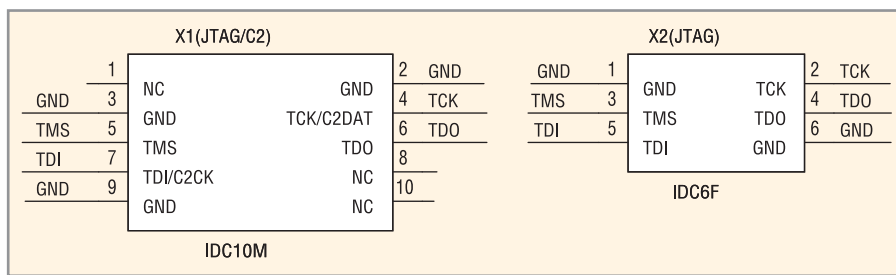 X1(JTAG/C2)
1 NC GND 2 GND
GND 3 GND TCK/C2DAT 4 TCK
TMS 5 TMS TDO 6 TDO
TDI 7 TDI/C2CK NC 8
GND 9 GND NC 10
IDC10M
X2(JTAG)
GND 1 GND TCK 2 TCK
TMS 3 TMS TDO 4 TDO
TDI 5 TDI GND 6 GND
IDC6F